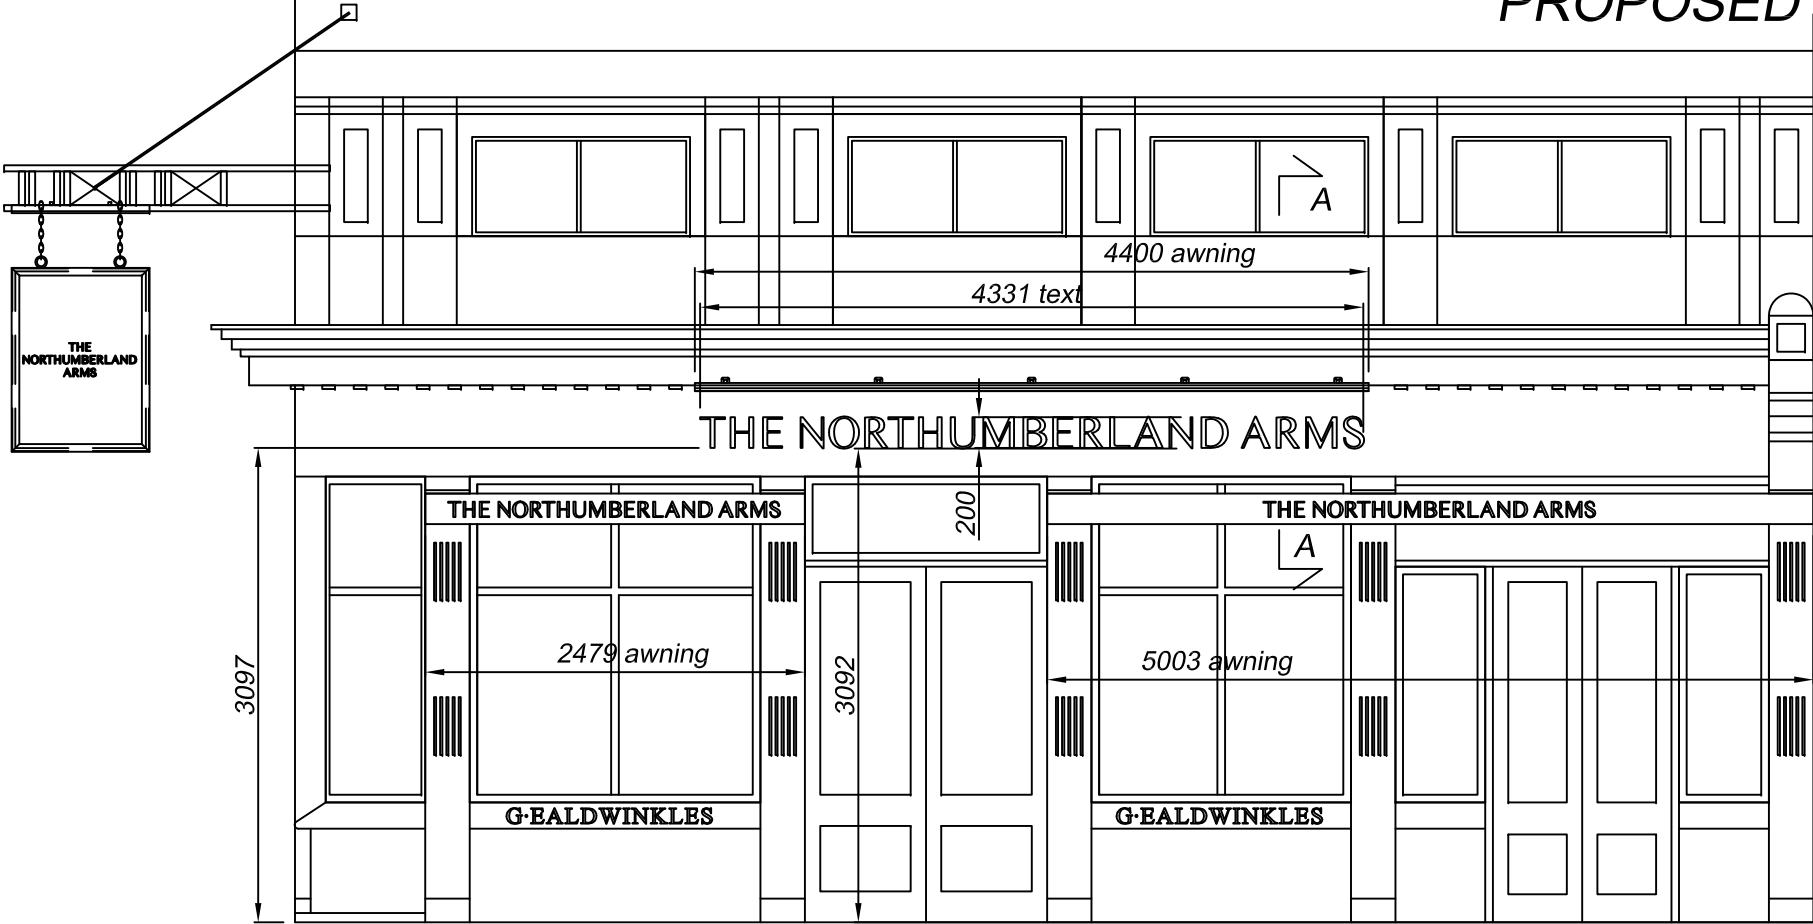 PROPOSED
A
4400 awning
4331 text
THE
NORTHUMBERLAND
ARMS
THE NORTHUMBERLAND ARMS
200
THE NORTHUMBERLAND ARMS
THE NORTHUMBERLAND ARMS
A
2479 awning
5003 awning
3097
3092
G·EALDWINKLES
G·EALDWINKLES